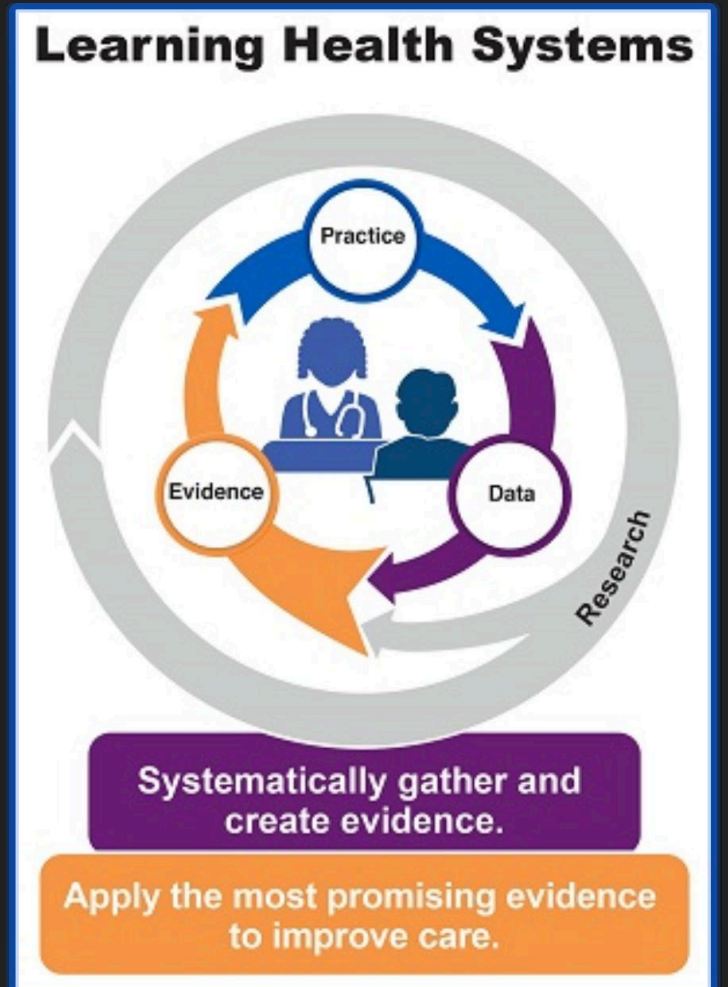 Learning Health Systems
Practice
Evidence
Data
Research
Systematically gather and
create evidence.
Apply the most promising evidence
to improve care.